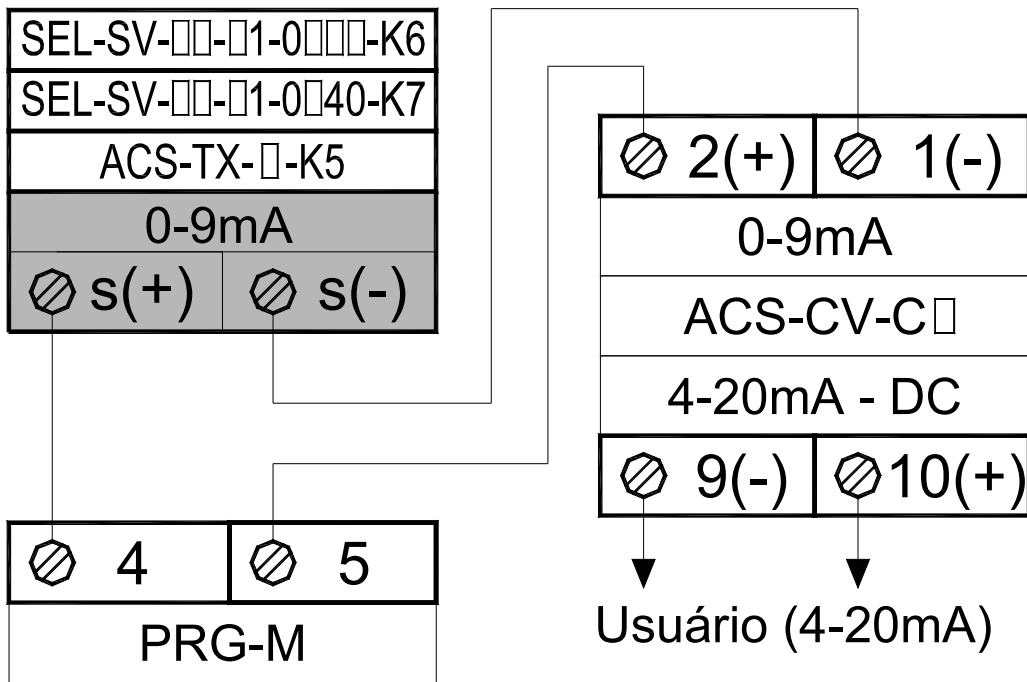 SEL-SV-▯▯-▯1-0▯▯▯-K6
SEL-SV-▯▯-▯1-0▯40-K7
ACS-TX-▯-K5
0-9mA
s(+) s(-)
4 5
PRG-M
2(+) 1(-)
0-9mA
ACS-CV-C▯
4-20mA - DC
9(-) 10(+)
Usuário (4-20mA)